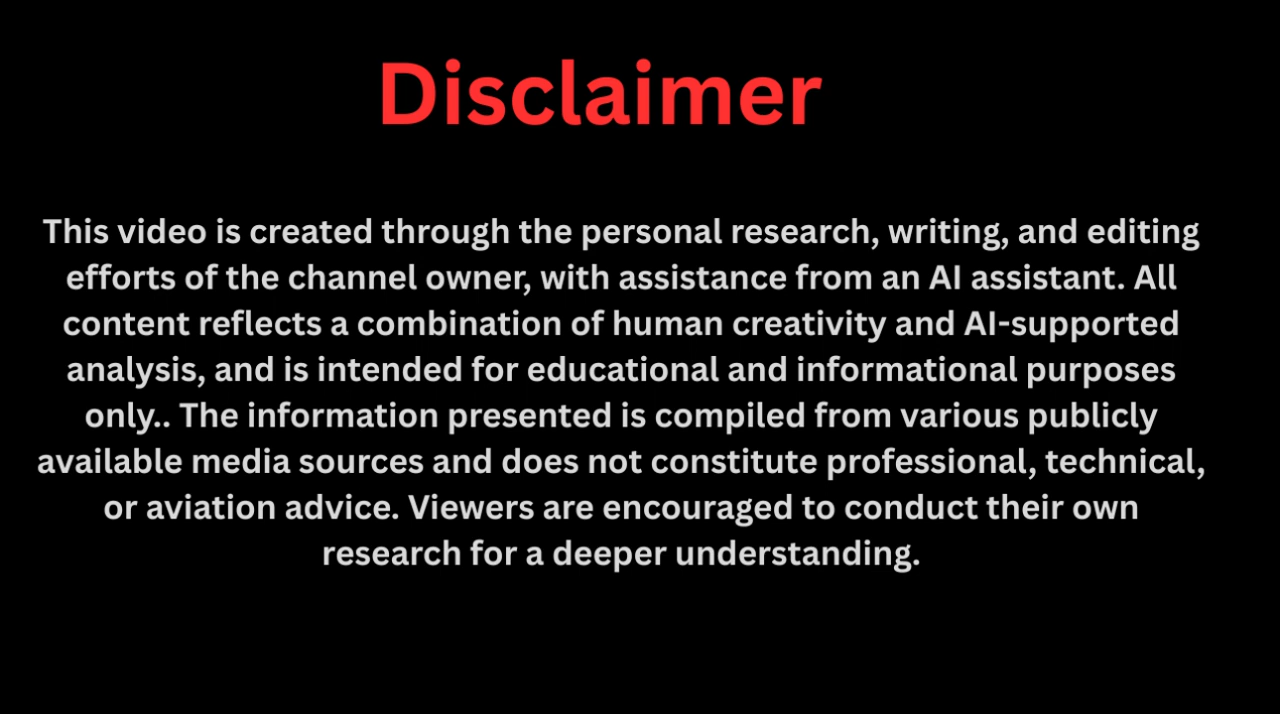 Disclaimer
This video is created through the personal research, writing, and editing
efforts of the channel owner, with assistance from an AI assistant. All
content reflects a combination of human creativity and AI-supported
analysis, and is intended for educational and informational purposes
only.. The information presented is compiled from various publicly
available media sources and does not constitute professional, technical,
or aviation advice. Viewers are encouraged to conduct their own
research for a deeper understanding.